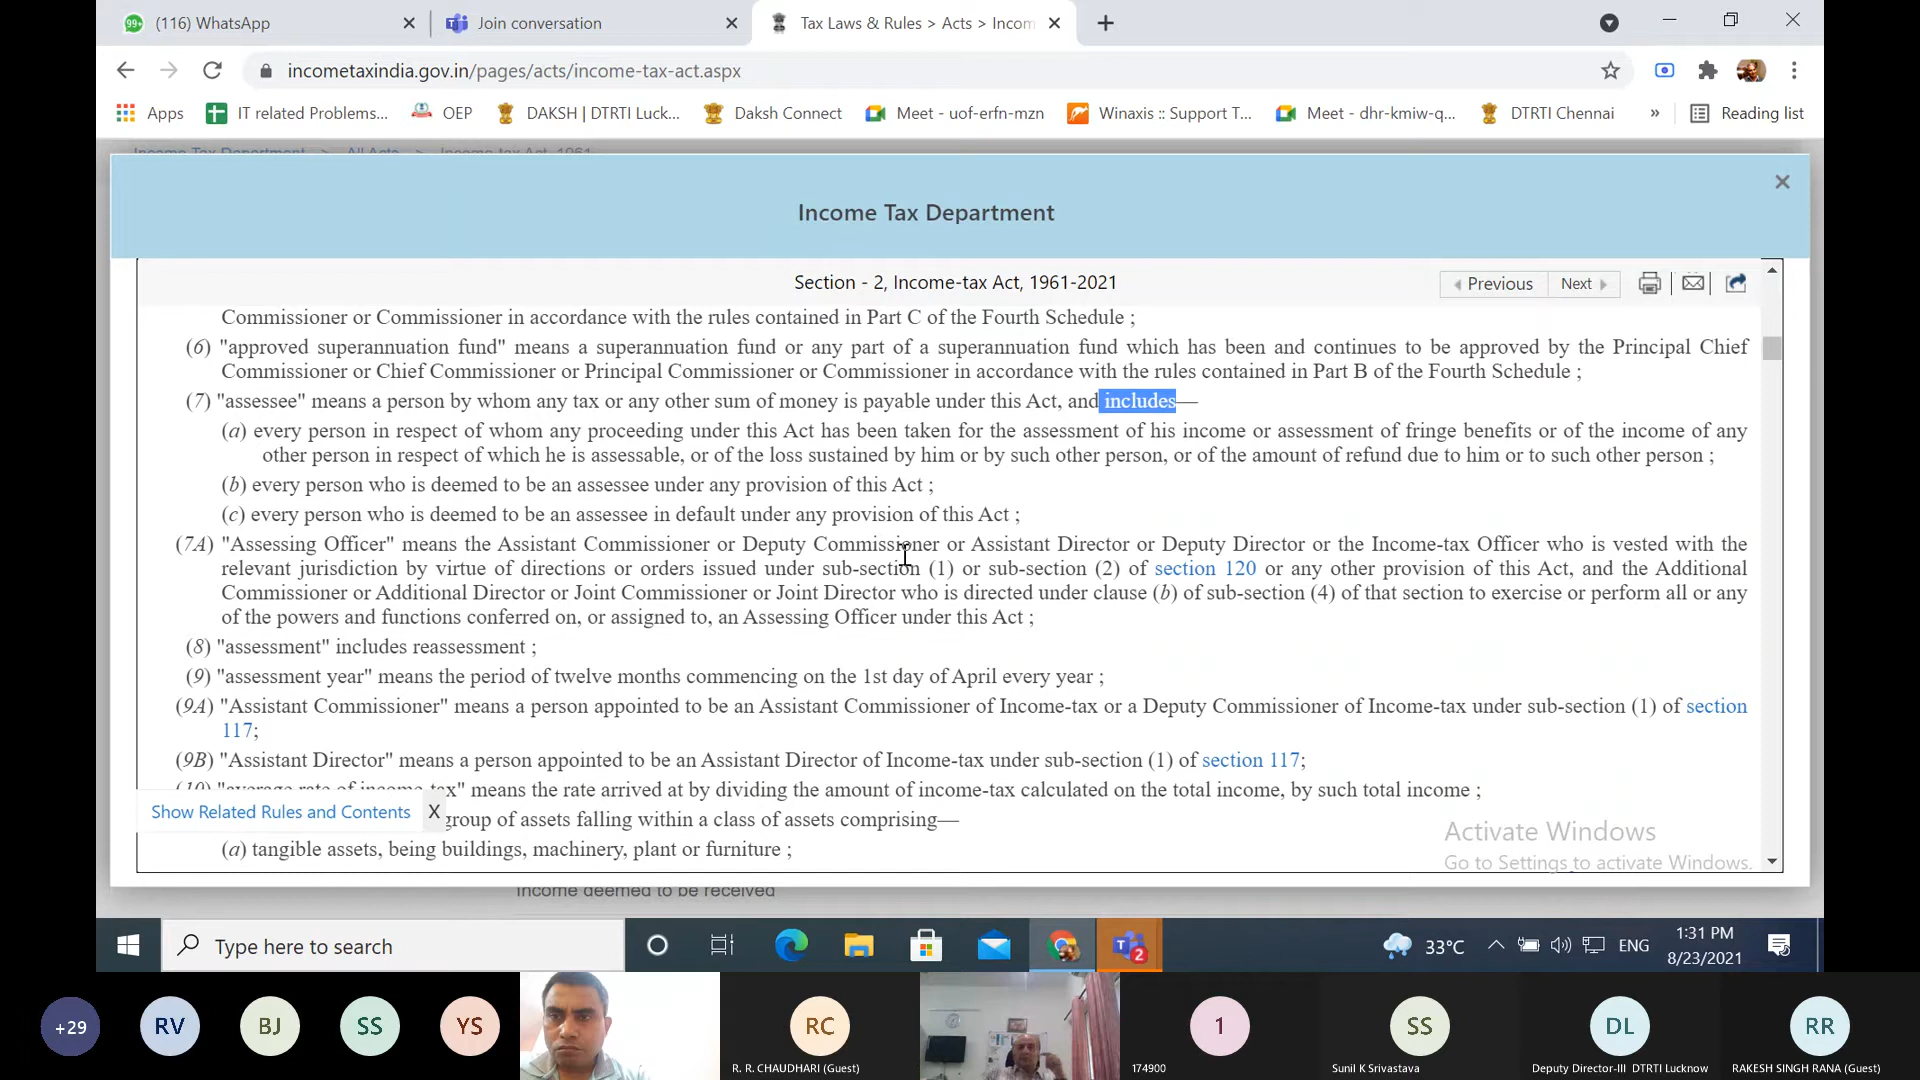 99+ (116) WhatsApp
Join conversation
Tax Laws & Rules > Acts > Incom
incometaxindia.gov.in/pages/acts/income-tax-act.aspx
Apps
IT related Problems...
OEP
DAKSH | DTRTI Luck...
Daksh Connect
Meet - uof-erfn-mzn
Winaxis :: Support T...
Meet - dhr-kmiw-q...
DTRTI Chennai
»
Reading list
Income Tax Department > All Acts > Income-tax Act, 1961
Income Tax Department
Section - 2, Income-tax Act, 1961-2021
Previous
Next
Commissioner or Commissioner in accordance with the rules contained in Part C of the Fourth Schedule ;
(6) "approved superannuation fund" means a superannuation fund or any part of a superannuation fund which has been and continues to be approved by the Principal Chief
Commissioner or Chief Commissioner or Principal Commissioner or Commissioner in accordance with the rules contained in Part B of the Fourth Schedule ;
(7) "assessee" means a person by whom any tax or any other sum of money is payable under this Act, and includes—
(a) every person in respect of whom any proceeding under this Act has been taken for the assessment of his income or assessment of fringe benefits or of the income of any
other person in respect of which he is assessable, or of the loss sustained by him or by such other person, or of the amount of refund due to him or to such other person ;
(b) every person who is deemed to be an assessee under any provision of this Act ;
(c) every person who is deemed to be an assessee in default under any provision of this Act ;
(7A) "Assessing Officer" means the Assistant Commissioner or Deputy Commissioner or Assistant Director or Deputy Director or the Income-tax Officer who is vested with the
relevant jurisdiction by virtue of directions or orders issued under sub-section (1) or sub-section (2) of section 120 or any other provision of this Act, and the Additional
Commissioner or Additional Director or Joint Commissioner or Joint Director who is directed under clause (b) of sub-section (4) of that section to exercise or perform all or any
of the powers and functions conferred on, or assigned to, an Assessing Officer under this Act ;
(8) "assessment" includes reassessment ;
(9) "assessment year" means the period of twelve months commencing on the 1st day of April every year ;
(9A) "Assistant Commissioner" means a person appointed to be an Assistant Commissioner of Income-tax or a Deputy Commissioner of Income-tax under sub-section (1) of section
117;
(9B) "Assistant Director" means a person appointed to be an Assistant Director of Income-tax under sub-section (1) of section 117;
(10) "average rate of income-tax" means the rate arrived at by dividing the amount of income-tax calculated on the total income, by such total income ;
Show Related Rules and Contents X
group of assets falling within a class of assets comprising—
(a) tangible assets, being buildings, machinery, plant or furniture ;
Activate Windows
Go to Settings to activate Windows.
Income deemed to be received
Type here to search
2
33°C
ENG
1:31 PM
8/23/2021
+29
RV
BJ
SS
YS
RC
R. R. CHAUDHARI (Guest)
1
174900
SS
Sunil K Srivastava
DL
Deputy Director-III DTRTI Lucknow
RR
RAKESH SINGH RANA (Guest)